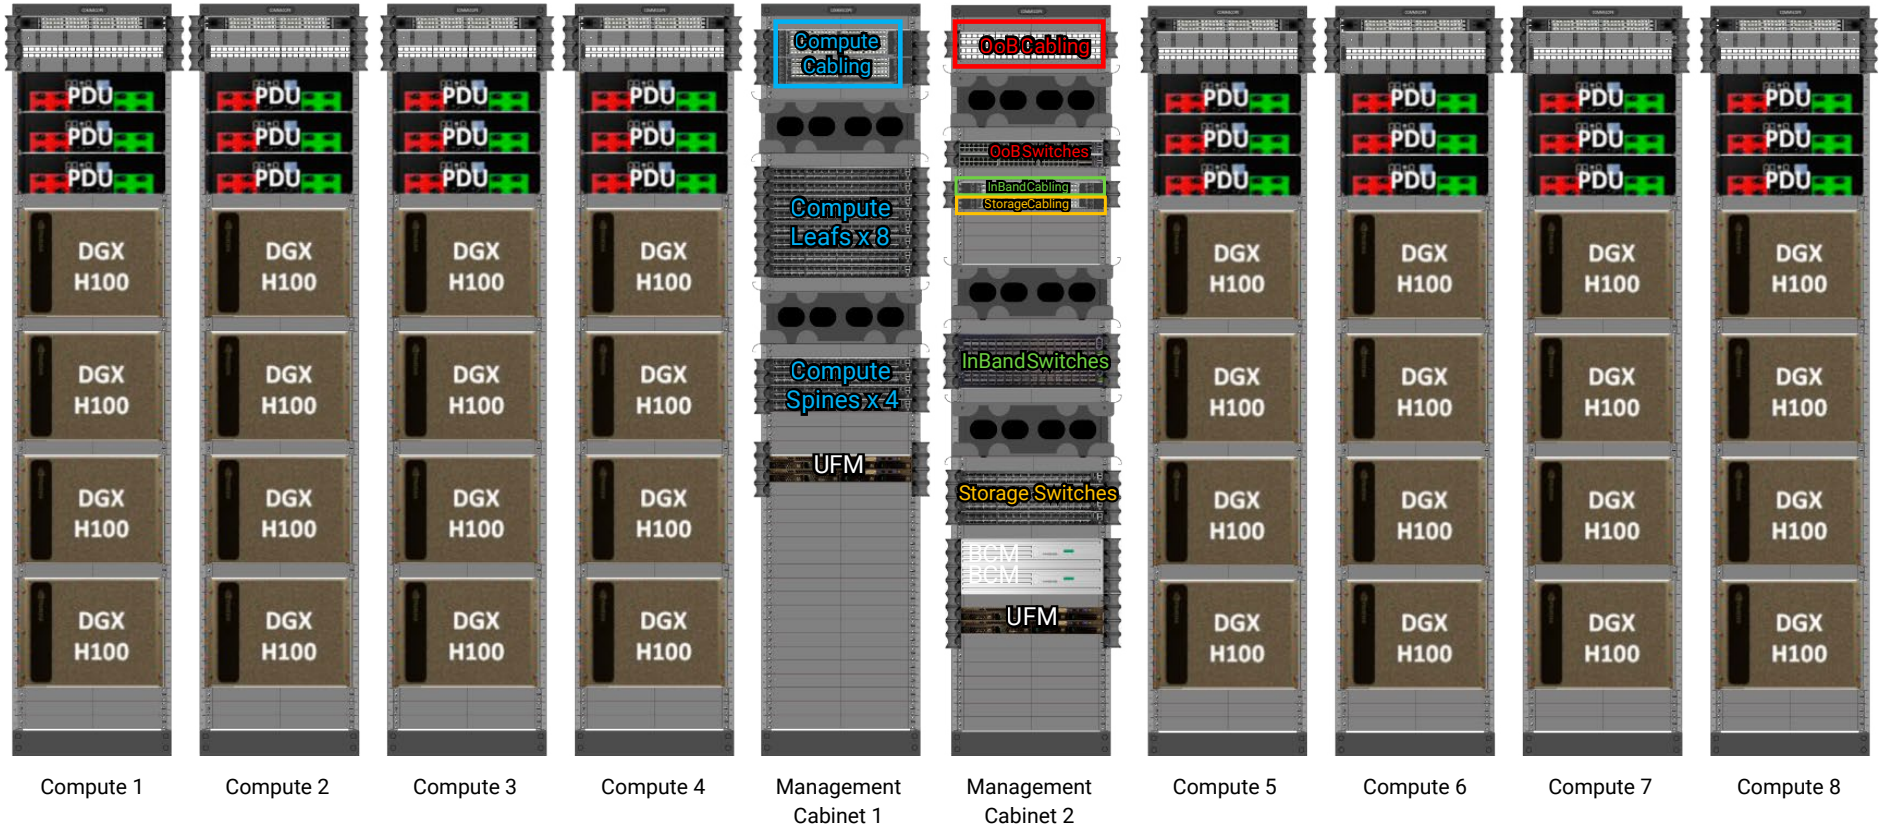 PDU
PDU
PDU
DGX
H100
DGX
H100
DGX
H100
DGX
H100
Compute 1
PDU
PDU
PDU
DGX
H100
DGX
H100
DGX
H100
DGX
H100
Compute 2
PDU
PDU
PDU
DGX
H100
DGX
H100
DGX
H100
DGX
H100
Compute 3
PDU
PDU
PDU
DGX
H100
DGX
H100
DGX
H100
DGX
H100
Compute 4
Compute
Cabling
Compute
Leafs x 8
Compute
Spines x 4
UFM
Management
Cabinet 1
OoBCabling
OoBSwitches
InBandCabling
StorageCabling
InBandSwitches
Storage Switches
BCM
BCM
UFM
Management
Cabinet 2
PDU
PDU
PDU
DGX
H100
DGX
H100
DGX
H100
DGX
H100
Compute 5
PDU
PDU
PDU
DGX
H100
DGX
H100
DGX
H100
DGX
H100
Compute 6
PDU
PDU
PDU
DGX
H100
DGX
H100
DGX
H100
DGX
H100
Compute 7
PDU
PDU
PDU
DGX
H100
DGX
H100
DGX
H100
DGX
H100
Compute 8